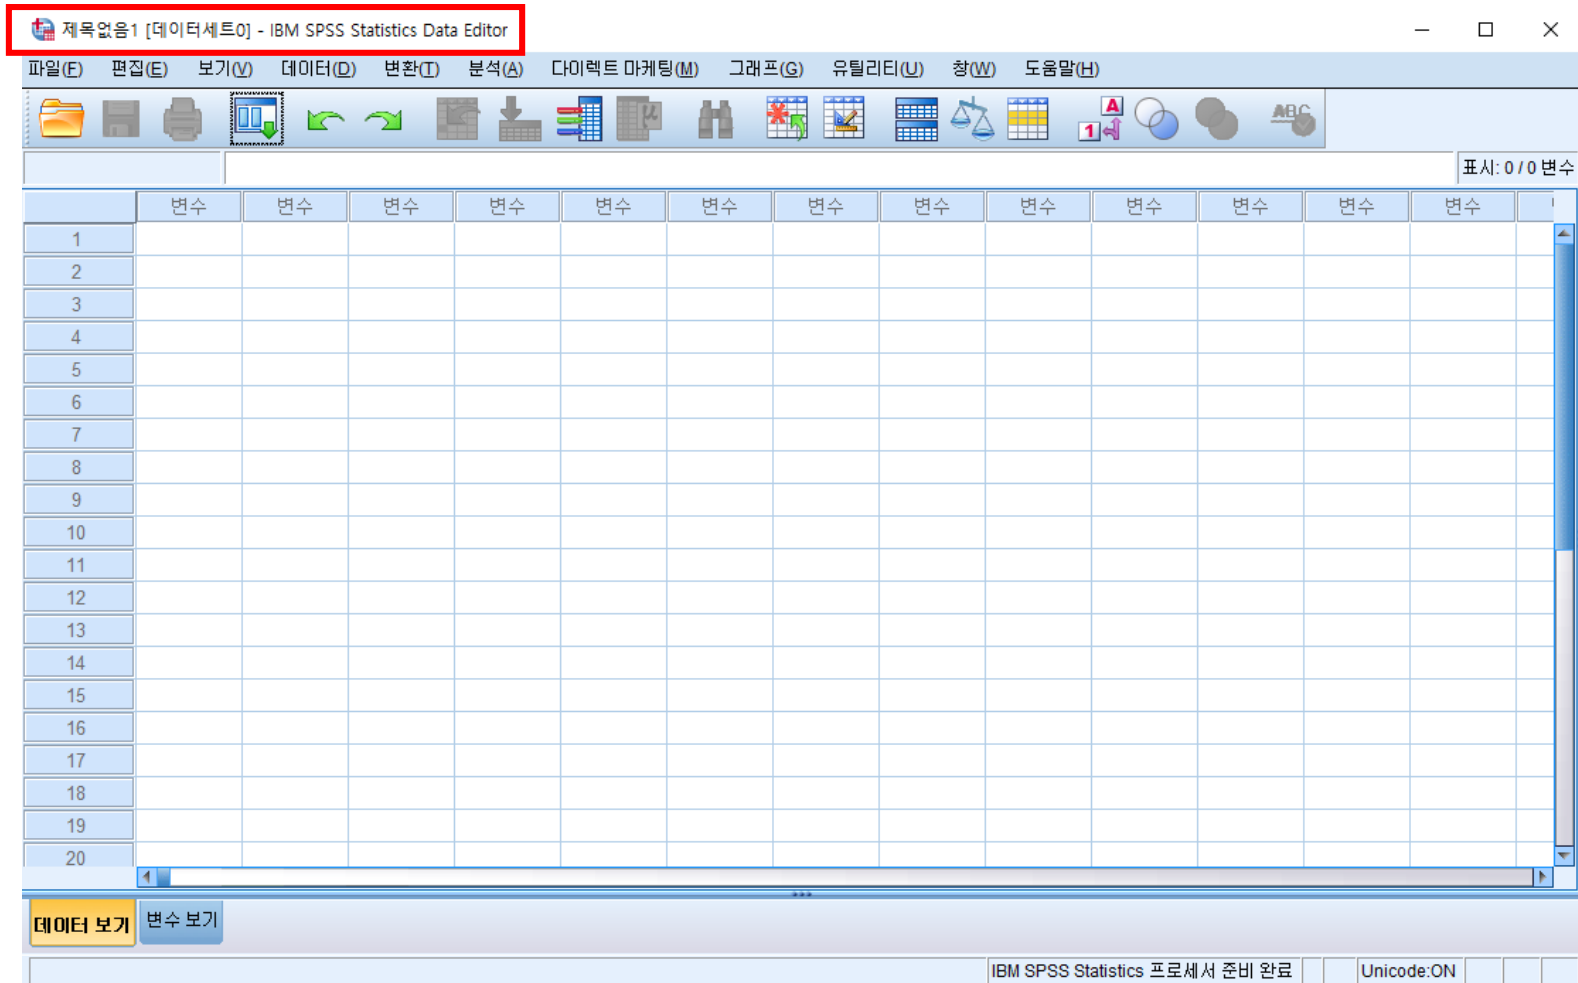 제목없음1 [데이터세트0] - IBM SPSS Statistics Data Editor
파일(F) 편집(E) 보기(V) 데이터(D) 변환(T) 분석(A) 다이렉트 마케팅(M) 그래프(G) 유틸리티(U) 창(W) 도움말(H)
A
1
μ
ABC
표시: 0 / 0 변수
변수 변수 변수 변수 변수 변수 변수 변수 변수 변수 변수 변수 변수
1
2
3
4
5
6
7
8
9
10
11
12
13
14
15
16
17
18
19
20
데이터 보기 변수 보기
IBM SPSS Statistics 프로세서 준비 완료 Unicode:ON